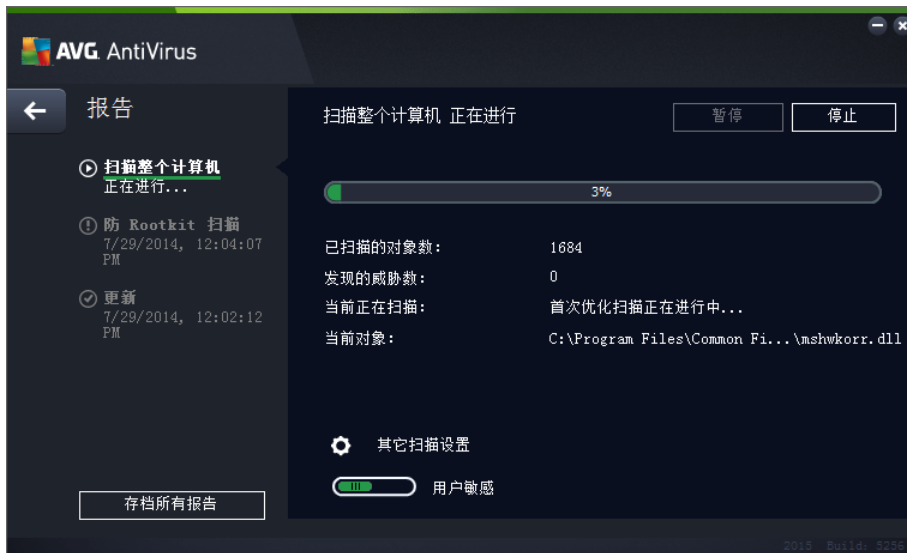 AVG. AntiVirus
报告
扫描整个计算机
正在进行...
防 Rootkit 扫描
7/29/2014, 12:04:07
PM
更新
7/29/2014, 12:02:12
PM
存档所有报告
扫描整个计算机 正在进行
暂停
停止
3%
已扫描的对象数: 1684
发现的威胁数: 0
当前正在扫描: 首次优化扫描正在进行中...
当前对象: C:\Program Files\Common Fi...\mshwkorr.dll
其它扫描设置
用户敏感
2015 Build: 5256